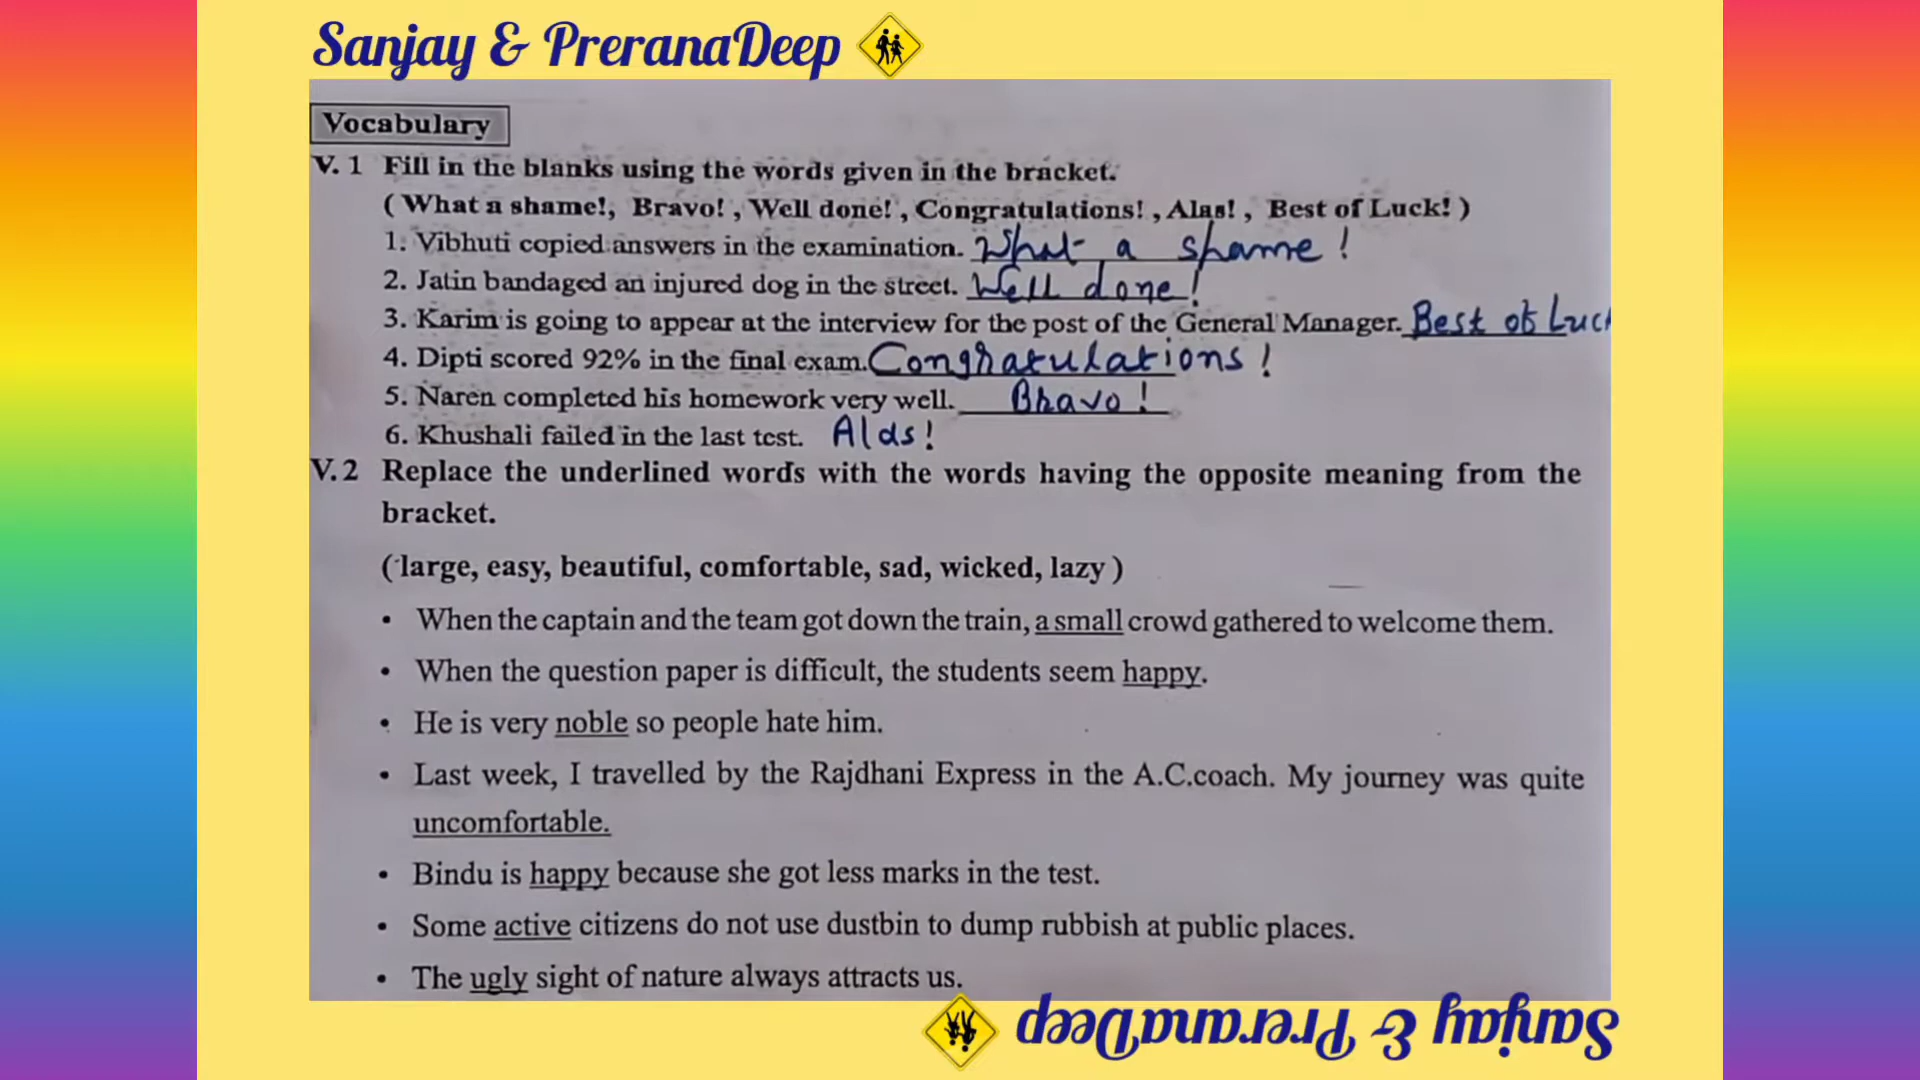 Sanjay & PreranaDeep
Vocabulary
V. 1 Fill in the blanks using the words given in the bracket.
( What a shame!, Bravo! , Well done! , Congratulations! , Alas! , Best of Luck! )
1. Vibhuti copied answers in the examination. What a shame !
2. Jatin bandaged an injured dog in the street. Well done !
3. Karim is going to appear at the interview for the post of the General Manager. Best of Luck
4. Dipti scored 92% in the final exam. Congratulations !
5. Naren completed his homework very well. Bravo !
6. Khushali failed in the last test. Alas !
V.2 Replace the underlined words with the words having the opposite meaning from the
bracket.
( large, easy, beautiful, comfortable, sad, wicked, lazy )
• When the captain and the team got down the train, a small crowd gathered to welcome them.
• When the question paper is difficult, the students seem happy.
• He is very noble so people hate him.
• Last week, I travelled by the Rajdhani Express in the A.C.coach. My journey was quite
uncomfortable.
• Bindu is happy because she got less marks in the test.
• Some active citizens do not use dustbin to dump rubbish at public places.
• The ugly sight of nature always attracts us.
Sanjay & PreranaDeep